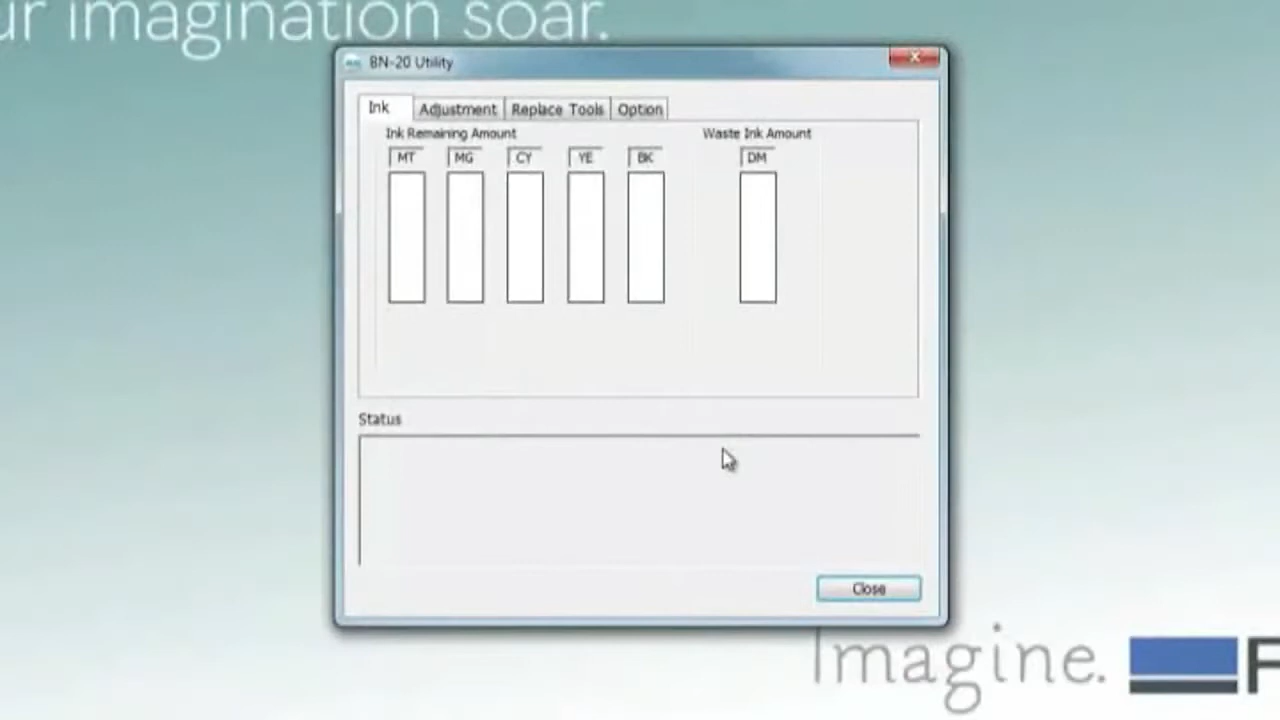 ur imagination soar.
BN-20 Utility
Ink Adjustment Replace Tools Option
Ink Remaining Amount Waste Ink Amount
MT MG CY YE BK DM
Status
Close
Imagine.